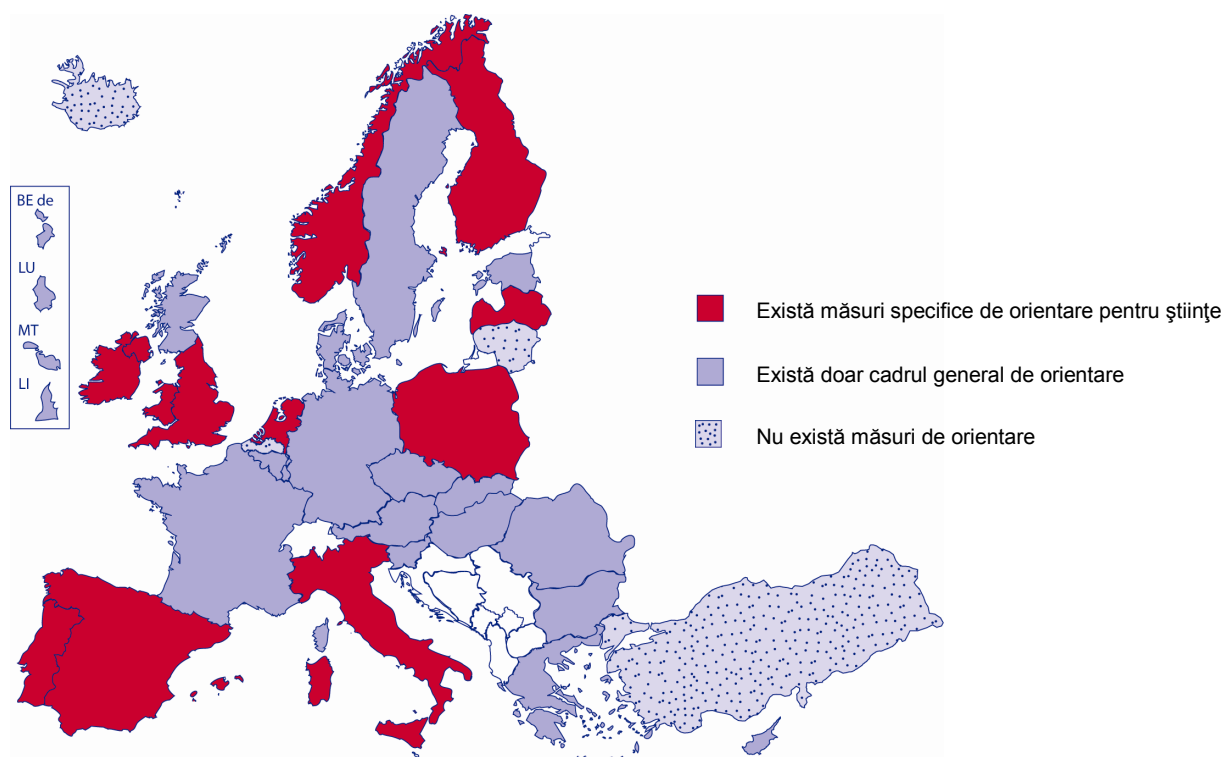 BE de
LU
MT
LI
Există măsuri specifice de orientare pentru ştiinţe
Există doar cadrul general de orientare
Nu există măsuri de orientare